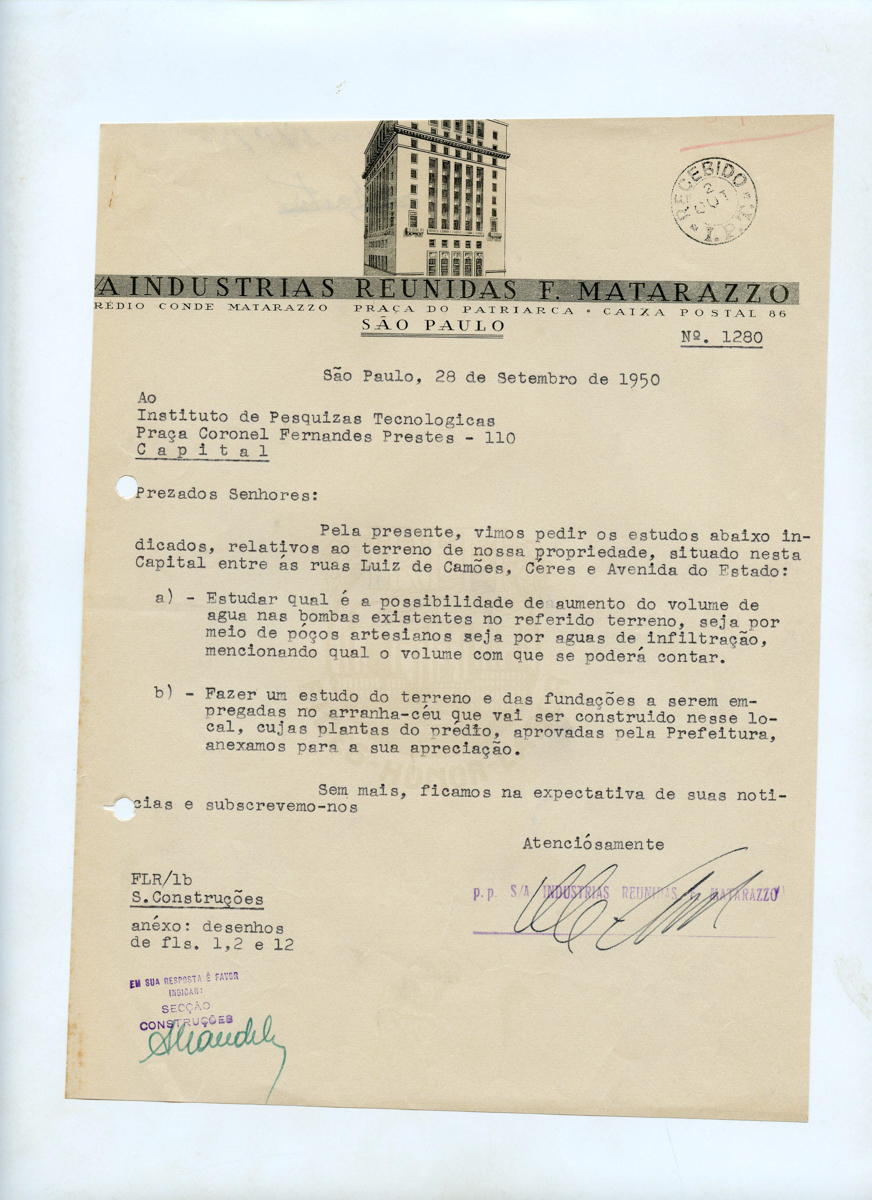 RECEBIDO
2
OUT
I.P.T.
/A INDUSTRIAS REUNIDAS F. MATARAZZO
RÉDIO CONDE MATARAZZO PRAÇA DO PATRIARCA • CAIXA POSTAL 86
SÃO PAULO
Nº. 1280
São Paulo, 28 de Setembro de 1950
Ao
Instituto de Pesquizas Tecnologicas
Praça Coronel Fernandes Prestes - 110
C a p i t a l
Prezados Senhores:
Pela presente, vimos pedir os estudos abaixo in-
dicados, relativos ao terreno de nossa propriedade, situado nesta
Capital entre ás ruas Luiz de Camões, Céres e Avenida do Estado:
a) - Estudar qual é a possibilidade de aumento do volume de
agua nas bombas existentes no referido terreno, seja por
meio de póços artesianos seja por aguas de infiltração,
mencionando qual o volume com que se poderá contar.
b) - Fazer um estudo do terreno e das fundações a serem em-
pregadas no arranha-céu que vai ser construido nesse lo-
cal, cujas plantas do prédio, aprovadas pela Prefeitura,
anexamos para a sua apreciação.
Sem mais, ficamos na expectativa de suas noti-
cias e subscrevemo-nos
Atenciósamente
p.p. S/A INDUSTRIAS REUNIDAS F. MATARAZZO
FLR/lb
S.Construções
anéxo: desenhos
de fls. 1,2 e 12
EM SUA RESPOSTA É FAVOR
INDICAR:
SECÇÃO
CONSTRUÇÕES